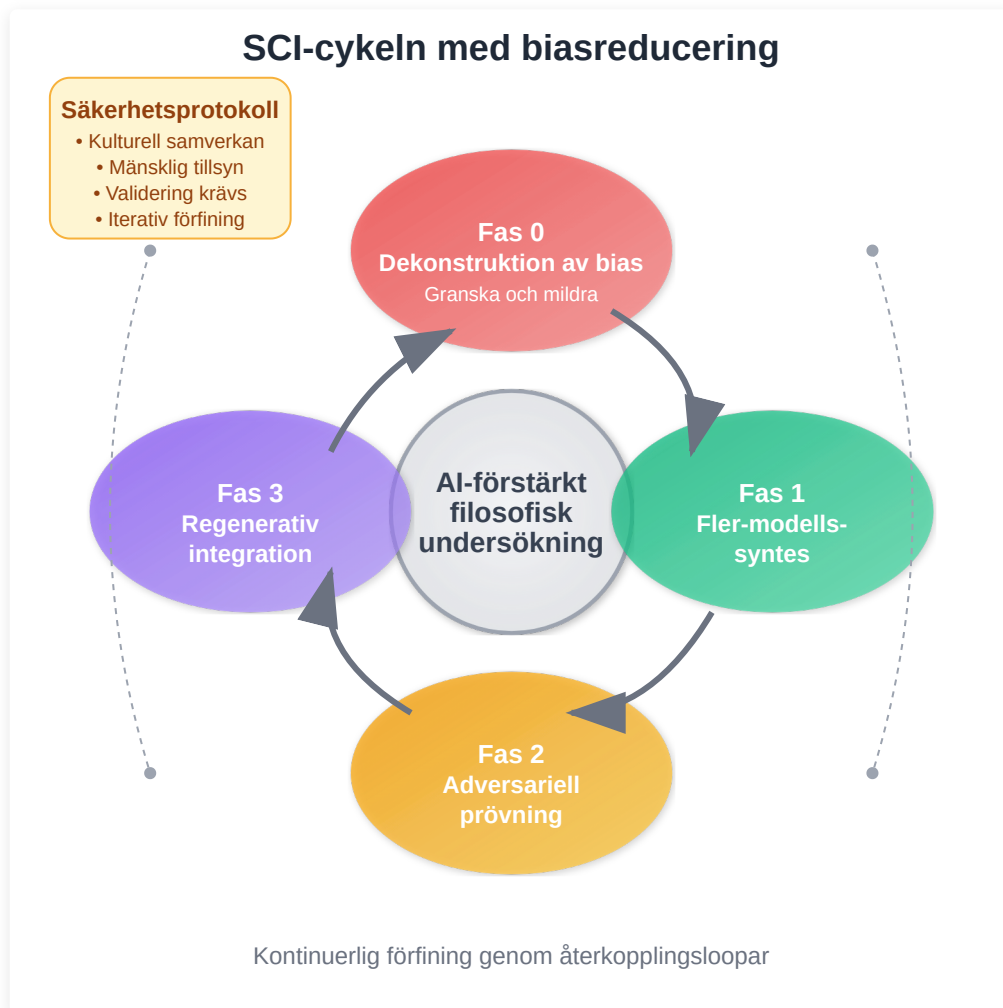 SCI-cykeln med biasreducering
Säkerhetsprotokoll
• Kulturell samverkan
• Mänsklig tillsyn
• Validering krävs
• Iterativ förfining
Fas 0
Dekonstruktion av bias
Granska och mildra
AI-förstärkt
filosofisk
undersökning
Fas 3
Regenerativ
integration
Fas 1
Fler-modells-
syntes
Fas 2
Adversariell
prövning
Kontinuerlig förfining genom återkopplingsloopar